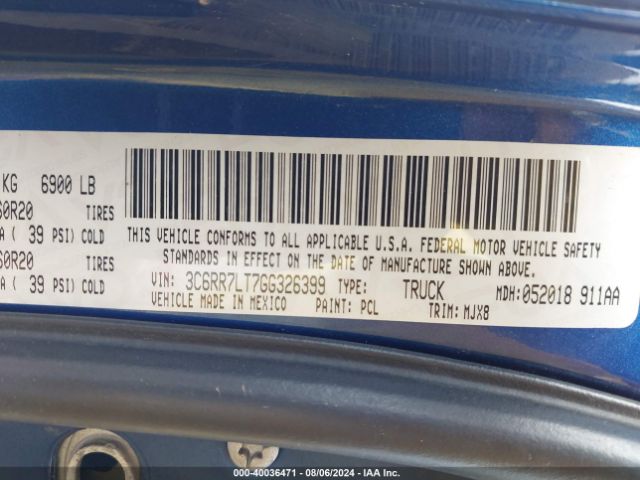 KG 6900 LB
60R20 TIRES
A ( 39 PSI) COLD
60R20 TIRES
A ( 39 PSI) COLD
THIS VEHICLE CONFORMS TO ALL APPLICABLE U.S.A. FEDERAL MOTOR VEHICLE SAFETY
STANDARDS IN EFFECT ON THE DATE OF MANUFACTURE SHOWN ABOVE.
VIN: 3C6RR7LT7GG326399 TYPE: TRUCK MDH:052018 911AA
VEHICLE MADE IN MEXICO PAINT: PCL TRIM: MJX8
000-40036471 - 08/06/2024 - IAA Inc.